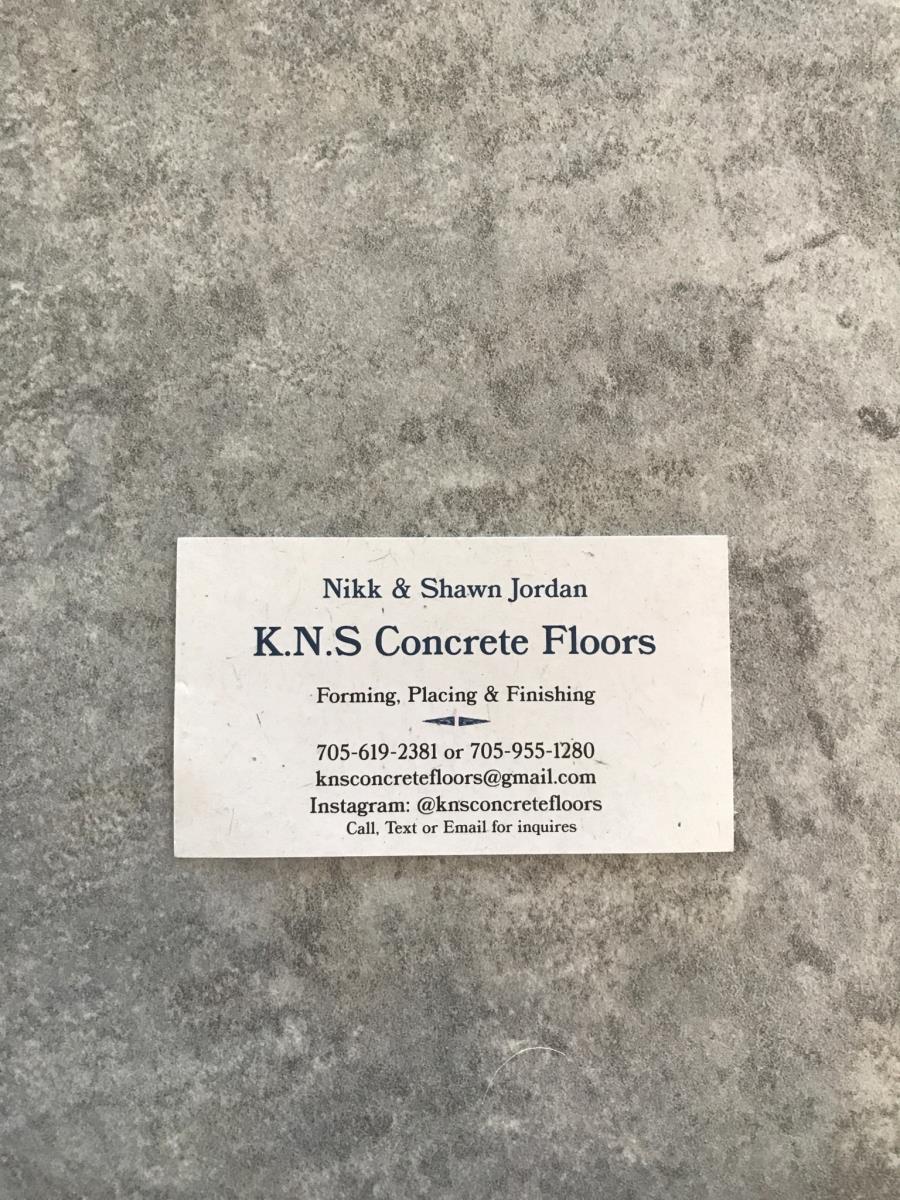 Nikk & Shawn Jordan
K.N.S Concrete Floors
Forming, Placing & Finishing
705-619-2381 or 705-955-1280
knsconcretefloors@gmail.com
Instagram: @knsconcretefloors
Call, Text or Email for inquires